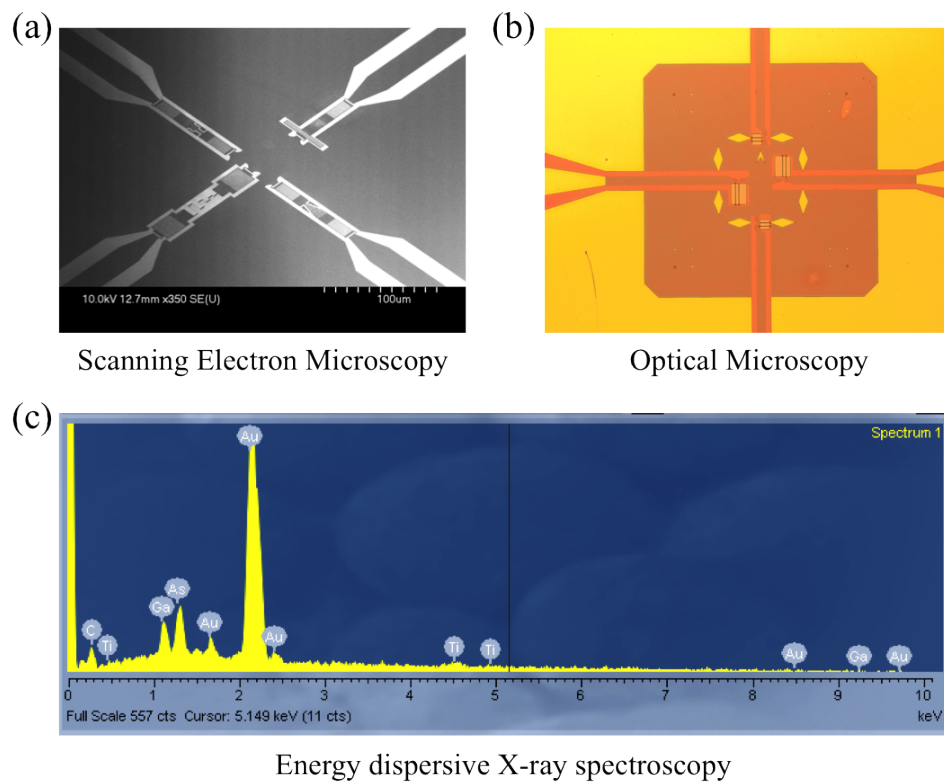 (a)
(b)
10.0kV 12.7mm x350 SE(U)
100um
Scanning Electron Microscopy
Optical Microscopy
(c)
Spectrum 1
Au
As
Ga
Au
C
Ti
Au
Ti
Ti
Au
Ga
Au
0 1 2 3 4 5 6 7 8 9 10
Full Scale 557 cts Cursor: 5.149 keV (11 cts)
keV
Energy dispersive X-ray spectroscopy